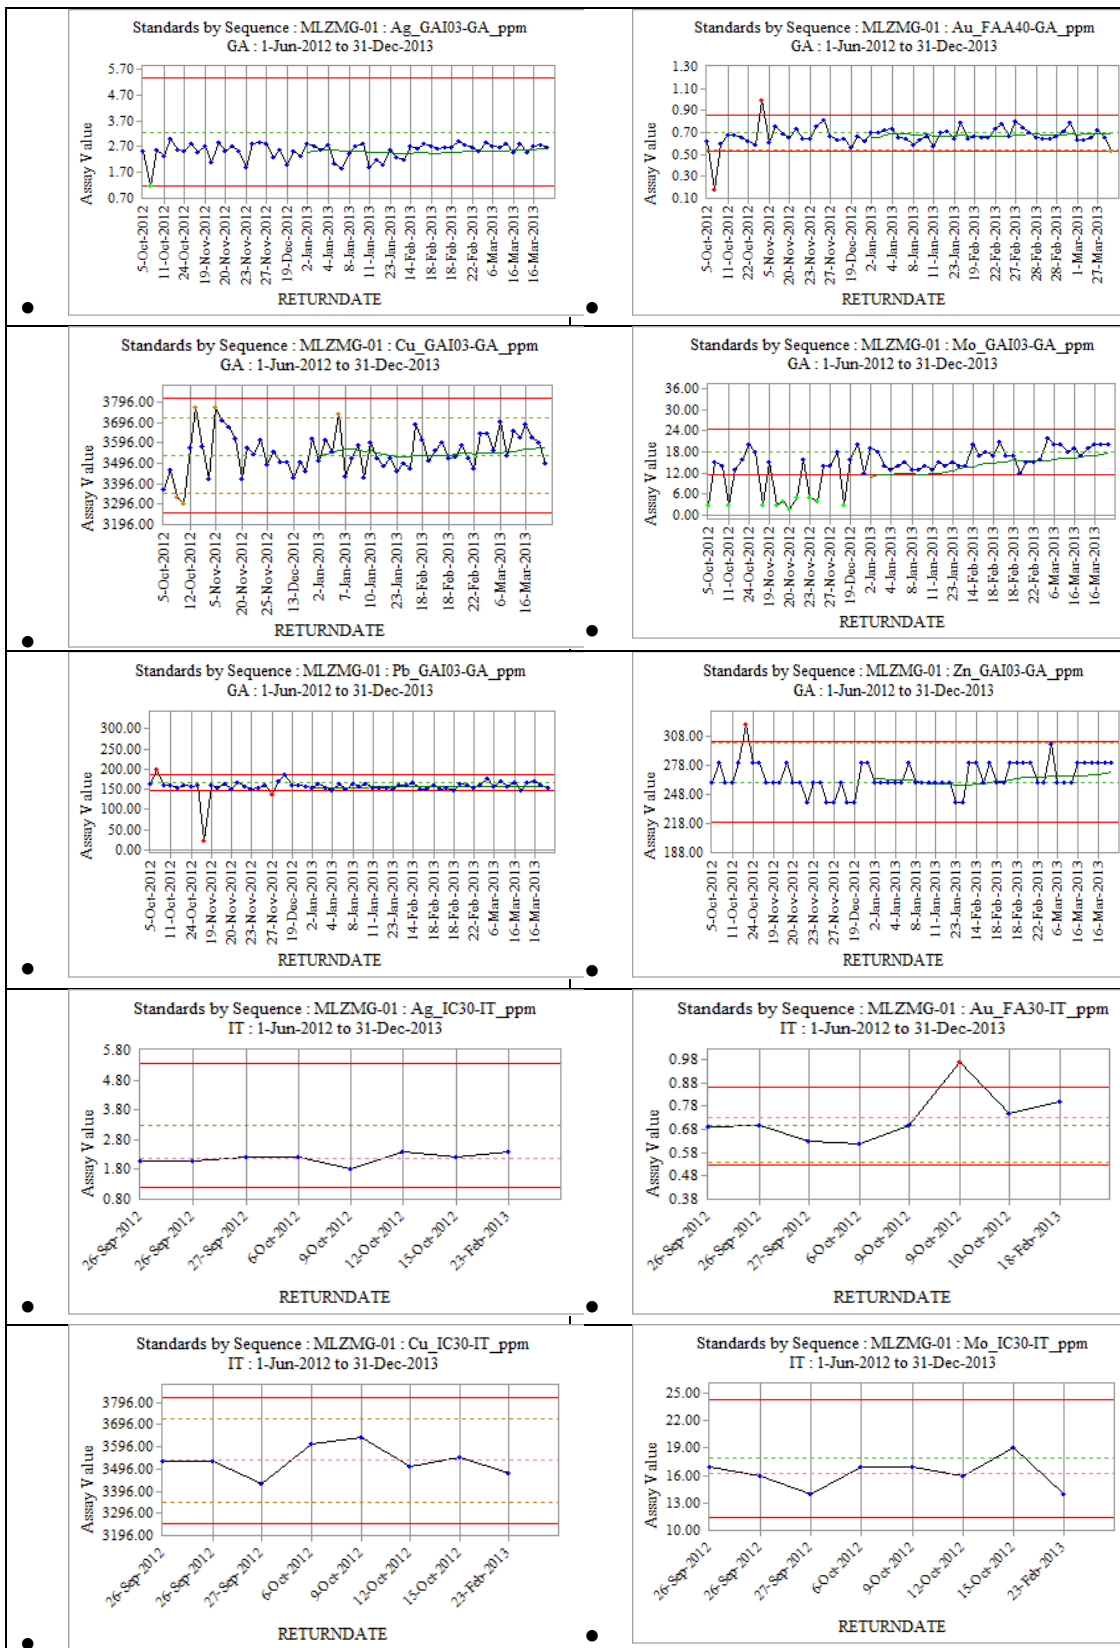 Standards by Sequence : MLZMG-01 : Ag_GAI03-GA_ppm
GA : 1-Jun-2012 to 31-Dec-2013
5.70
4.70
3.70
2.70
1.70
0.70
Assay Value
5-Oct-2012
11-Oct-2012
24-Oct-2012
19-Nov-2012
20-Nov-2012
23-Nov-2012
27-Nov-2012
19-Dec-2012
2-Jan-2013
4-Jan-2013
8-Jan-2013
11-Jan-2013
23-Jan-2013
14-Feb-2013
18-Feb-2013
18-Feb-2013
22-Feb-2013
6-Mar-2013
16-Mar-2013
16-Mar-2013
RETURNDATE
Standards by Sequence : MLZMG-01 : Au_FAA40-GA_ppm
GA : 1-Jun-2012 to 31-Dec-2013
1.30
1.10
0.90
0.70
0.50
0.30
0.10
Assay Value
5-Oct-2012
11-Oct-2012
22-Oct-2012
5-Nov-2012
20-Nov-2012
24-Nov-2012
27-Nov-2012
19-Dec-2012
2-Jan-2013
4-Jan-2013
8-Jan-2013
11-Jan-2013
23-Jan-2013
19-Feb-2013
22-Feb-2013
27-Feb-2013
28-Feb-2013
28-Feb-2013
1-Mar-2013
27-Mar-2013
RETURNDATE
Standards by Sequence : MLZMG-01 : Cu_GAI03-GA_ppm
GA : 1-Jun-2012 to 31-Dec-2013
3796.00
3696.00
3596.00
3496.00
3396.00
3296.00
3196.00
Assay Value
5-Oct-2012
12-Oct-2012
5-Nov-2012
20-Nov-2012
25-Nov-2012
13-Dec-2012
2-Jan-2013
7-Jan-2013
10-Jan-2013
23-Jan-2013
18-Feb-2013
18-Feb-2013
22-Feb-2013
6-Mar-2013
16-Mar-2013
RETURNDATE
Standards by Sequence : MLZMG-01 : Mo_GAI03-GA_ppm
GA : 1-Jun-2012 to 31-Dec-2013
36.00
30.00
24.00
18.00
12.00
6.00
0.00
Assay Value
5-Oct-2012
11-Oct-2012
24-Oct-2012
19-Nov-2012
20-Nov-2012
23-Nov-2012
27-Nov-2012
19-Dec-2012
2-Jan-2013
4-Jan-2013
8-Jan-2013
11-Jan-2013
23-Jan-2013
14-Feb-2013
18-Feb-2013
18-Feb-2013
22-Feb-2013
6-Mar-2013
16-Mar-2013
16-Mar-2013
RETURNDATE
Standards by Sequence : MLZMG-01 : Pb_GAI03-GA_ppm
GA : 1-Jun-2012 to 31-Dec-2013
300.00
250.00
200.00
150.00
100.00
50.00
0.00
Assay Value
5-Oct-2012
11-Oct-2012
24-Oct-2012
19-Nov-2012
20-Nov-2012
23-Nov-2012
27-Nov-2012
19-Dec-2012
2-Jan-2013
4-Jan-2013
8-Jan-2013
11-Jan-2013
23-Jan-2013
14-Feb-2013
18-Feb-2013
18-Feb-2013
22-Feb-2013
6-Mar-2013
16-Mar-2013
16-Mar-2013
RETURNDATE
Standards by Sequence : MLZMG-01 : Zn_GAI03-GA_ppm
GA : 1-Jun-2012 to 31-Dec-2013
308.00
278.00
248.00
218.00
188.00
Assay Value
5-Oct-2012
11-Oct-2012
24-Oct-2012
19-Nov-2012
20-Nov-2012
23-Nov-2012
27-Nov-2012
19-Dec-2012
2-Jan-2013
4-Jan-2013
8-Jan-2013
11-Jan-2013
23-Jan-2013
14-Feb-2013
18-Feb-2013
18-Feb-2013
22-Feb-2013
6-Mar-2013
16-Mar-2013
16-Mar-2013
RETURNDATE
Standards by Sequence : MLZMG-01 : Ag_IC30-IT_ppm
IT : 1-Jun-2012 to 31-Dec-2013
5.80
4.80
3.80
2.80
1.80
0.80
Assay Value
26-Sep-2012
26-Sep-2012
27-Sep-2012
6-Oct-2012
9-Oct-2012
12-Oct-2012
15-Oct-2012
23-Feb-2013
RETURNDATE
Standards by Sequence : MLZMG-01 : Au_FA30-IT_ppm
IT : 1-Jun-2012 to 31-Dec-2013
0.98
0.88
0.78
0.68
0.58
0.48
0.38
Assay Value
26-Sep-2012
26-Sep-2012
27-Sep-2012
6-Oct-2012
9-Oct-2012
9-Oct-2012
10-Oct-2012
18-Feb-2013
RETURNDATE
Standards by Sequence : MLZMG-01 : Cu_IC30-IT_ppm
IT : 1-Jun-2012 to 31-Dec-2013
3796.00
3696.00
3596.00
3496.00
3396.00
3296.00
3196.00
Assay Value
26-Sep-2012
26-Sep-2012
27-Sep-2012
6-Oct-2012
9-Oct-2012
12-Oct-2012
15-Oct-2012
23-Feb-2013
RETURNDATE
Standards by Sequence : MLZMG-01 : Mo_IC30-IT_ppm
IT : 1-Jun-2012 to 31-Dec-2013
25.00
22.00
19.00
16.00
13.00
10.00
Assay Value
26-Sep-2012
26-Sep-2012
27-Sep-2012
6-Oct-2012
9-Oct-2012
12-Oct-2012
15-Oct-2012
23-Feb-2013
RETURNDATE